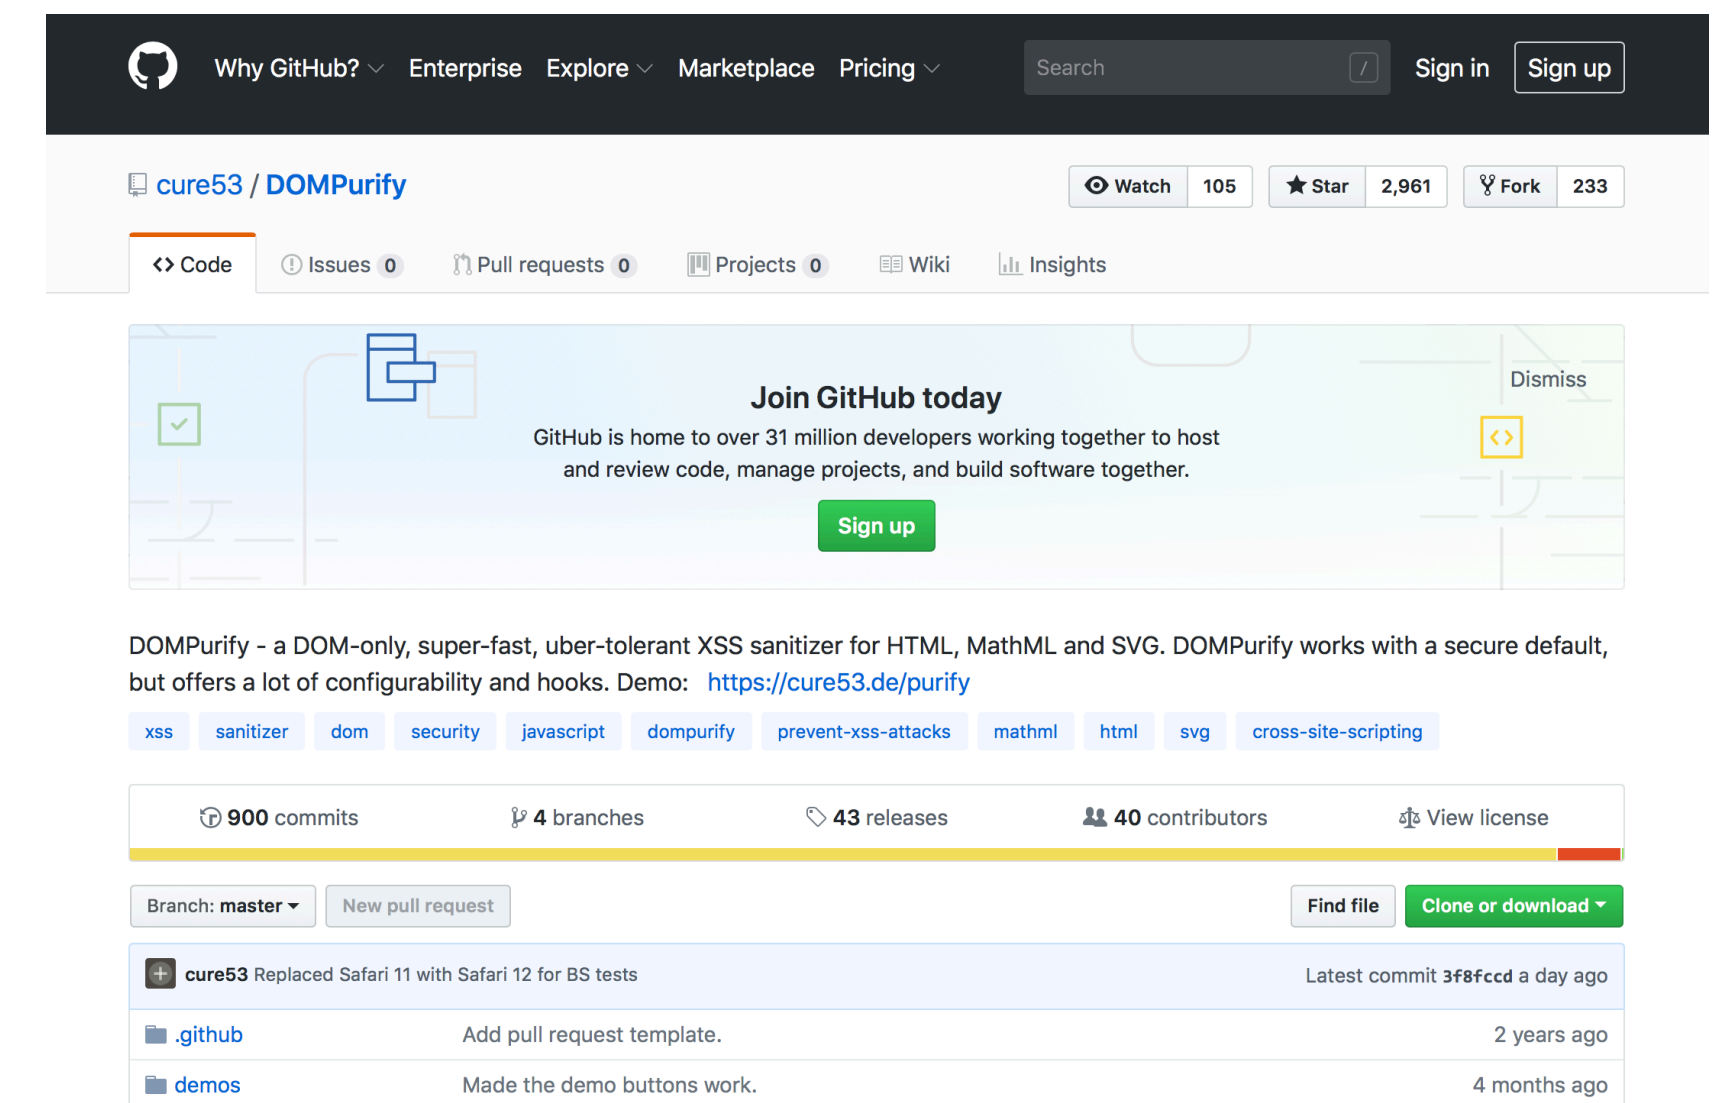 Why GitHub? Enterprise Explore Marketplace Pricing Search / Sign in Sign up
cure53 / DOMPurify Watch 105 Star 2,961 Fork 233
Code Issues 0 Pull requests 0 Projects 0 Wiki Insights
Dismiss
Join GitHub today
GitHub is home to over 31 million developers working together to host
and review code, manage projects, and build software together.
Sign up
DOMPurify - a DOM-only, super-fast, uber-tolerant XSS sanitizer for HTML, MathML and SVG. DOMPurify works with a secure default,
but offers a lot of configurability and hooks. Demo: https://cure53.de/purify
xss sanitizer dom security javascript dompurify prevent-xss-attacks mathml html svg cross-site-scripting
900 commits 4 branches 43 releases 40 contributors View license
Branch: master New pull request Find file Clone or download
cure53 Replaced Safari 11 with Safari 12 for BS tests Latest commit 3f8fccd a day ago
.github Add pull request template. 2 years ago
demos Made the demo buttons work. 4 months ago